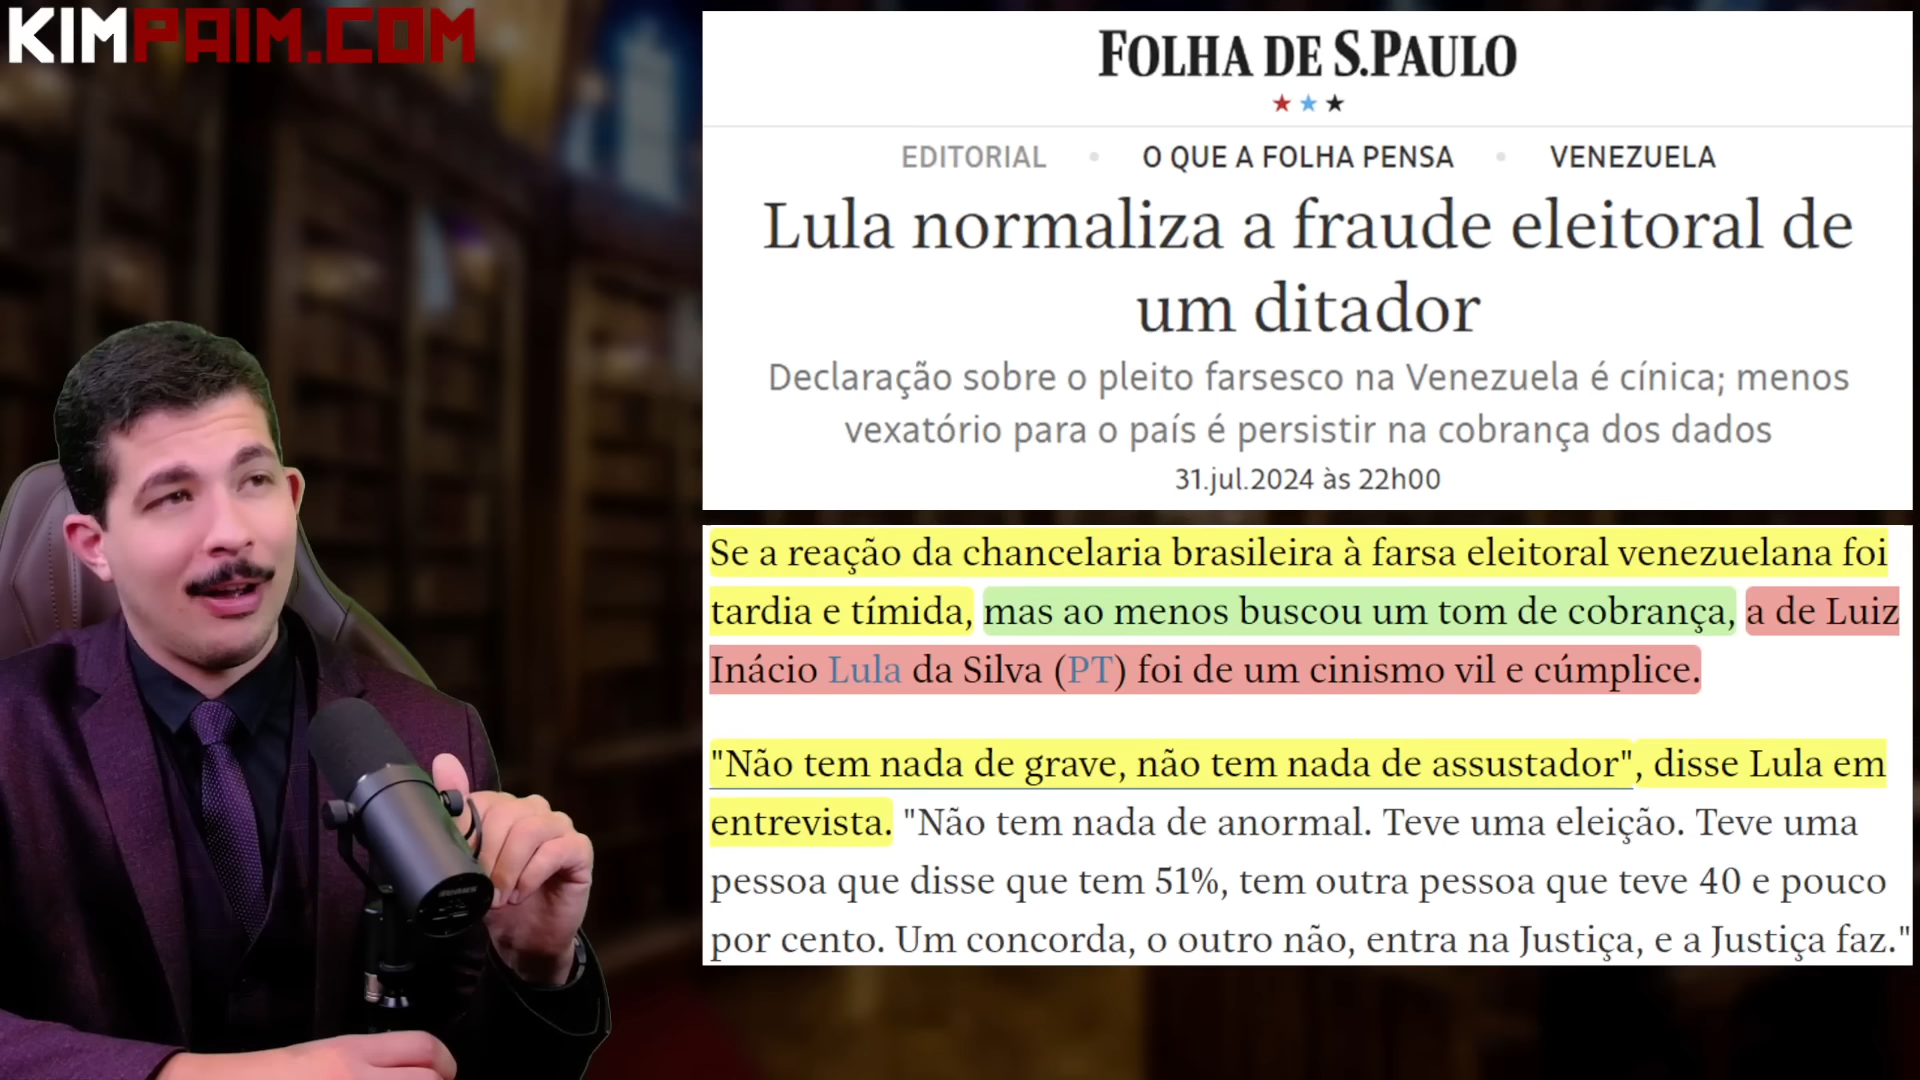 KIMPAIM.COM
FOLHA DE S.PAULO
EDITORIAL • O QUE A FOLHA PENSA • VENEZUELA
Lula normaliza a fraude eleitoral de
um ditador
Declaração sobre o pleito farsesco na Venezuela é cínica; menos
vexatório para o país é persistir na cobrança dos dados
31.jul.2024 às 22h00
Se a reação da chancelaria brasileira à farsa eleitoral venezuelana foi
tardia e tímida, mas ao menos buscou um tom de cobrança, a de Luiz
Inácio Lula da Silva (PT) foi de um cinismo vil e cúmplice.
"Não tem nada de grave, não tem nada de assustador", disse Lula em
entrevista. "Não tem nada de anormal. Teve uma eleição. Teve uma
pessoa que disse que tem 51%, tem outra pessoa que teve 40 e pouco
por cento. Um concorda, o outro não, entra na Justiça, e a Justiça faz."